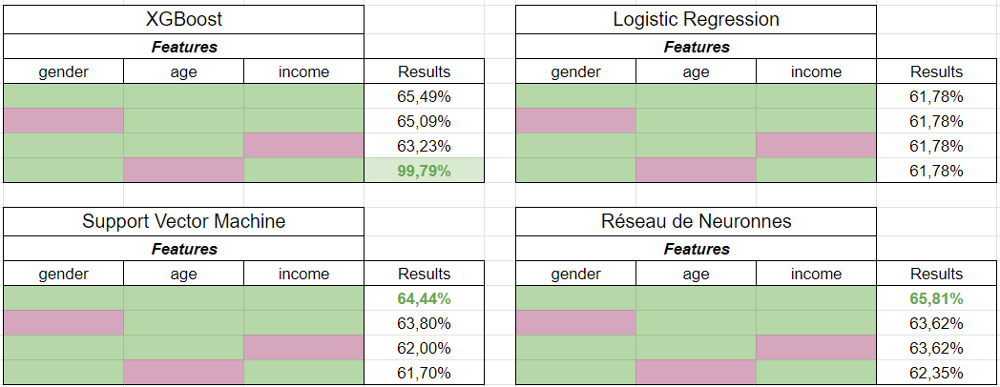 XGBoost
Features
gender age income Results
65,49%
65,09%
63,23%
99,79%
Logistic Regression
Features
gender age income Results
61,78%
61,78%
61,78%
61,78%
Support Vector Machine
Features
gender age income Results
64,44%
63,80%
62,00%
61,70%
Réseau de Neuronnes
Features
gender age income Results
65,81%
63,62%
63,62%
62,35%